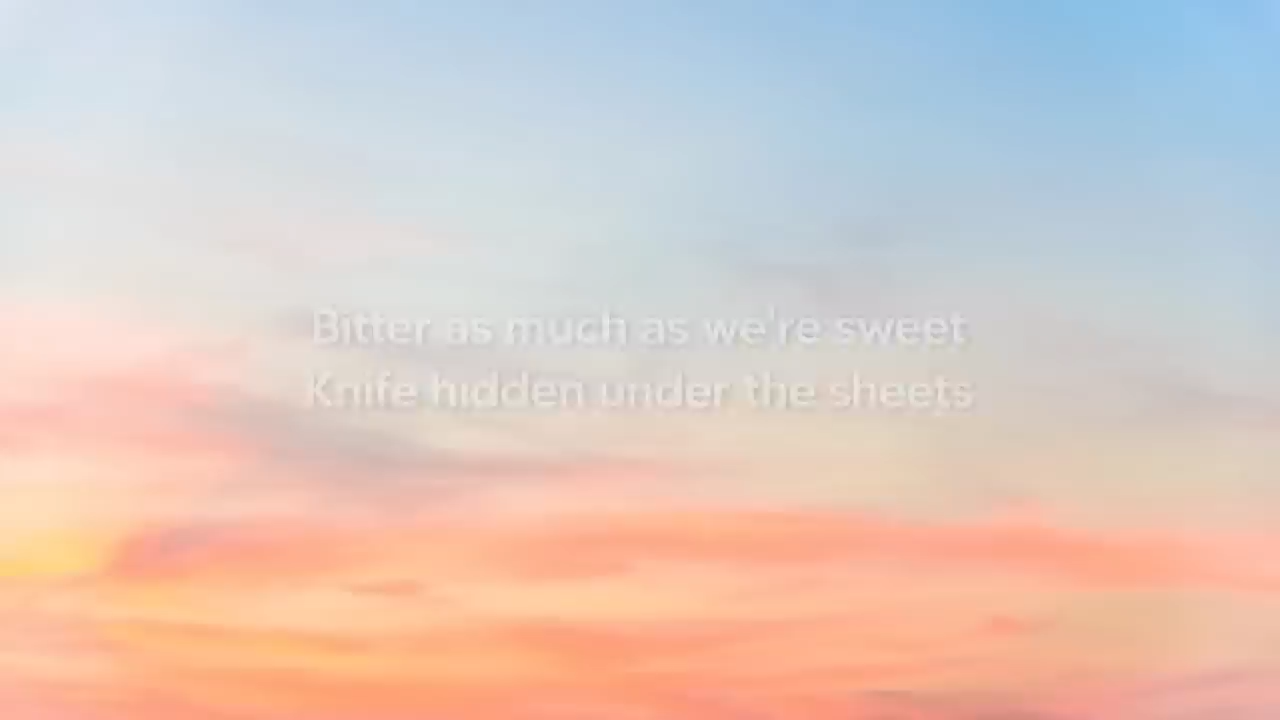 Bitter as much as we're sweet
Knife hidden under the sheets